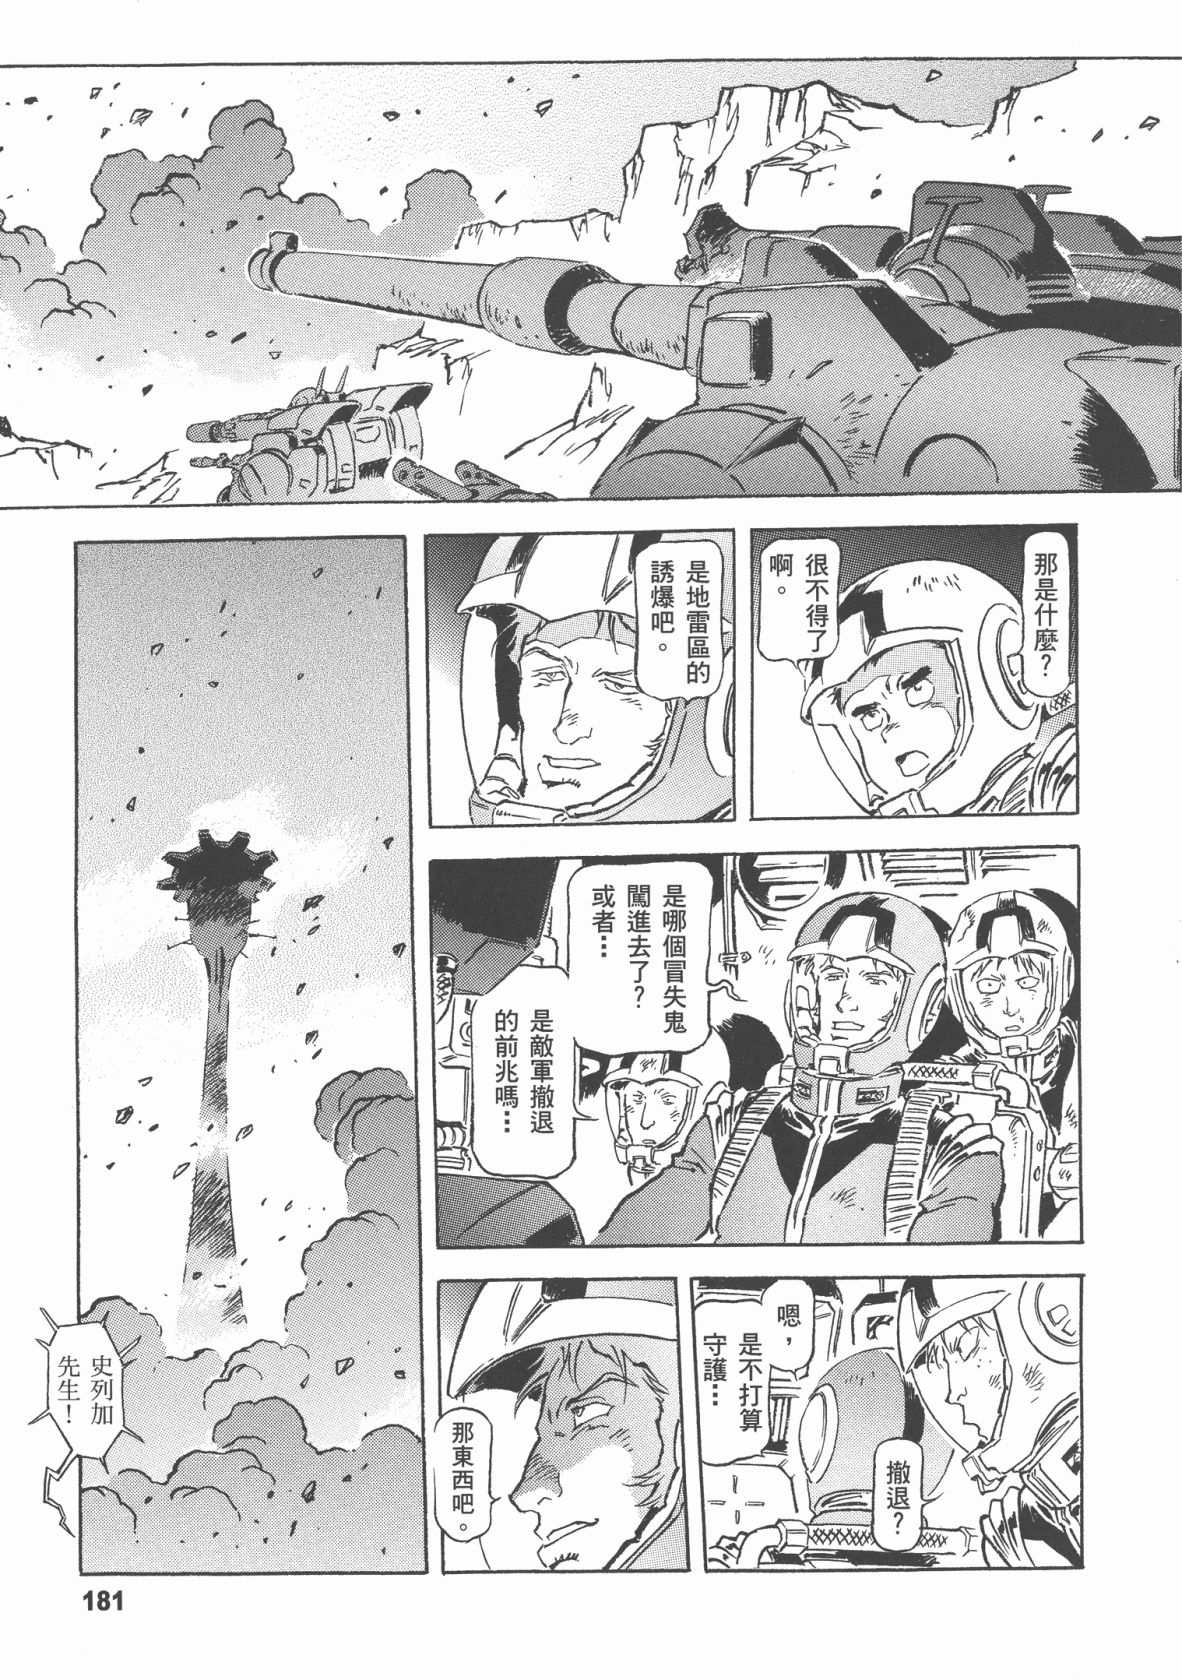 那是什麼?
很不得了
啊。
是地雷區的
誘爆吧。
是哪個冒失鬼
闖進去了?
或者…
是敵軍撤退
的前兆嗎…
撤退?
嗯,
是不打算
守護…
那東西吧。
史列加
先生!
181